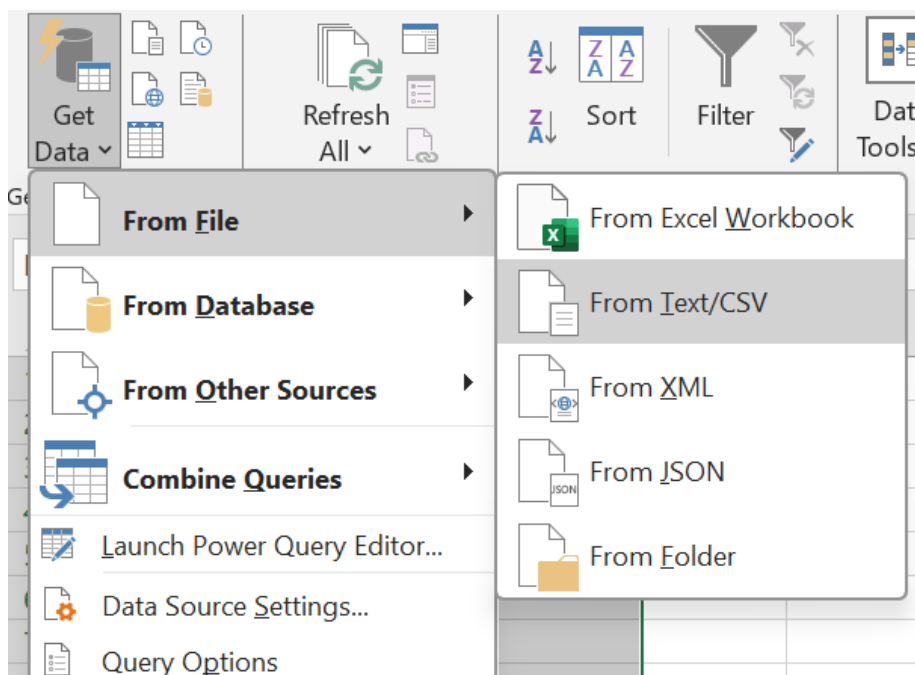 Get
Data
Refresh
All
Sort
Filter
Tools
From File
From Database
From Other Sources
Combine Queries
Launch Power Query Editor...
Data Source Settings...
Query Options
From Excel Workbook
From Text/CSV
From XML
JSON
From JSON
From Folder